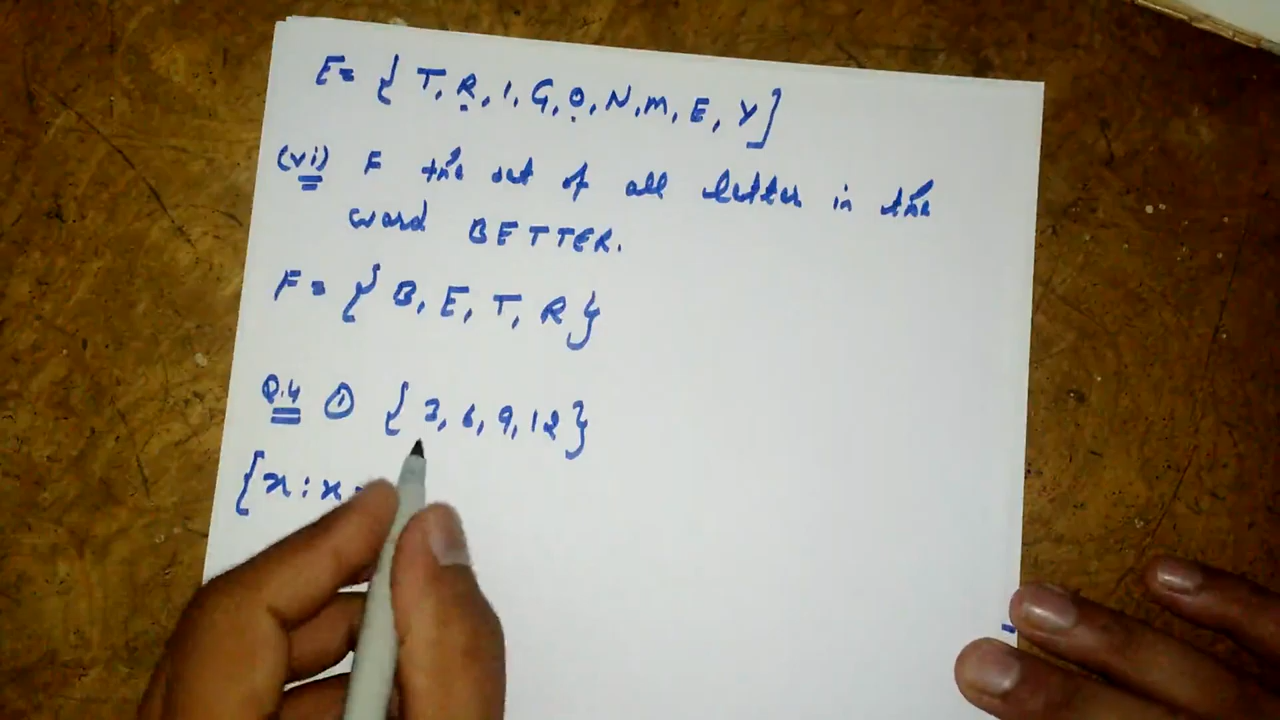 E= { T, R, I, G, O, N, M, E, Y}
(vi) F the set of all letter in the
word BETTER.
F= { B, E, T, R}
Q.4 ① { 3, 6, 9, 12}
{x : x =